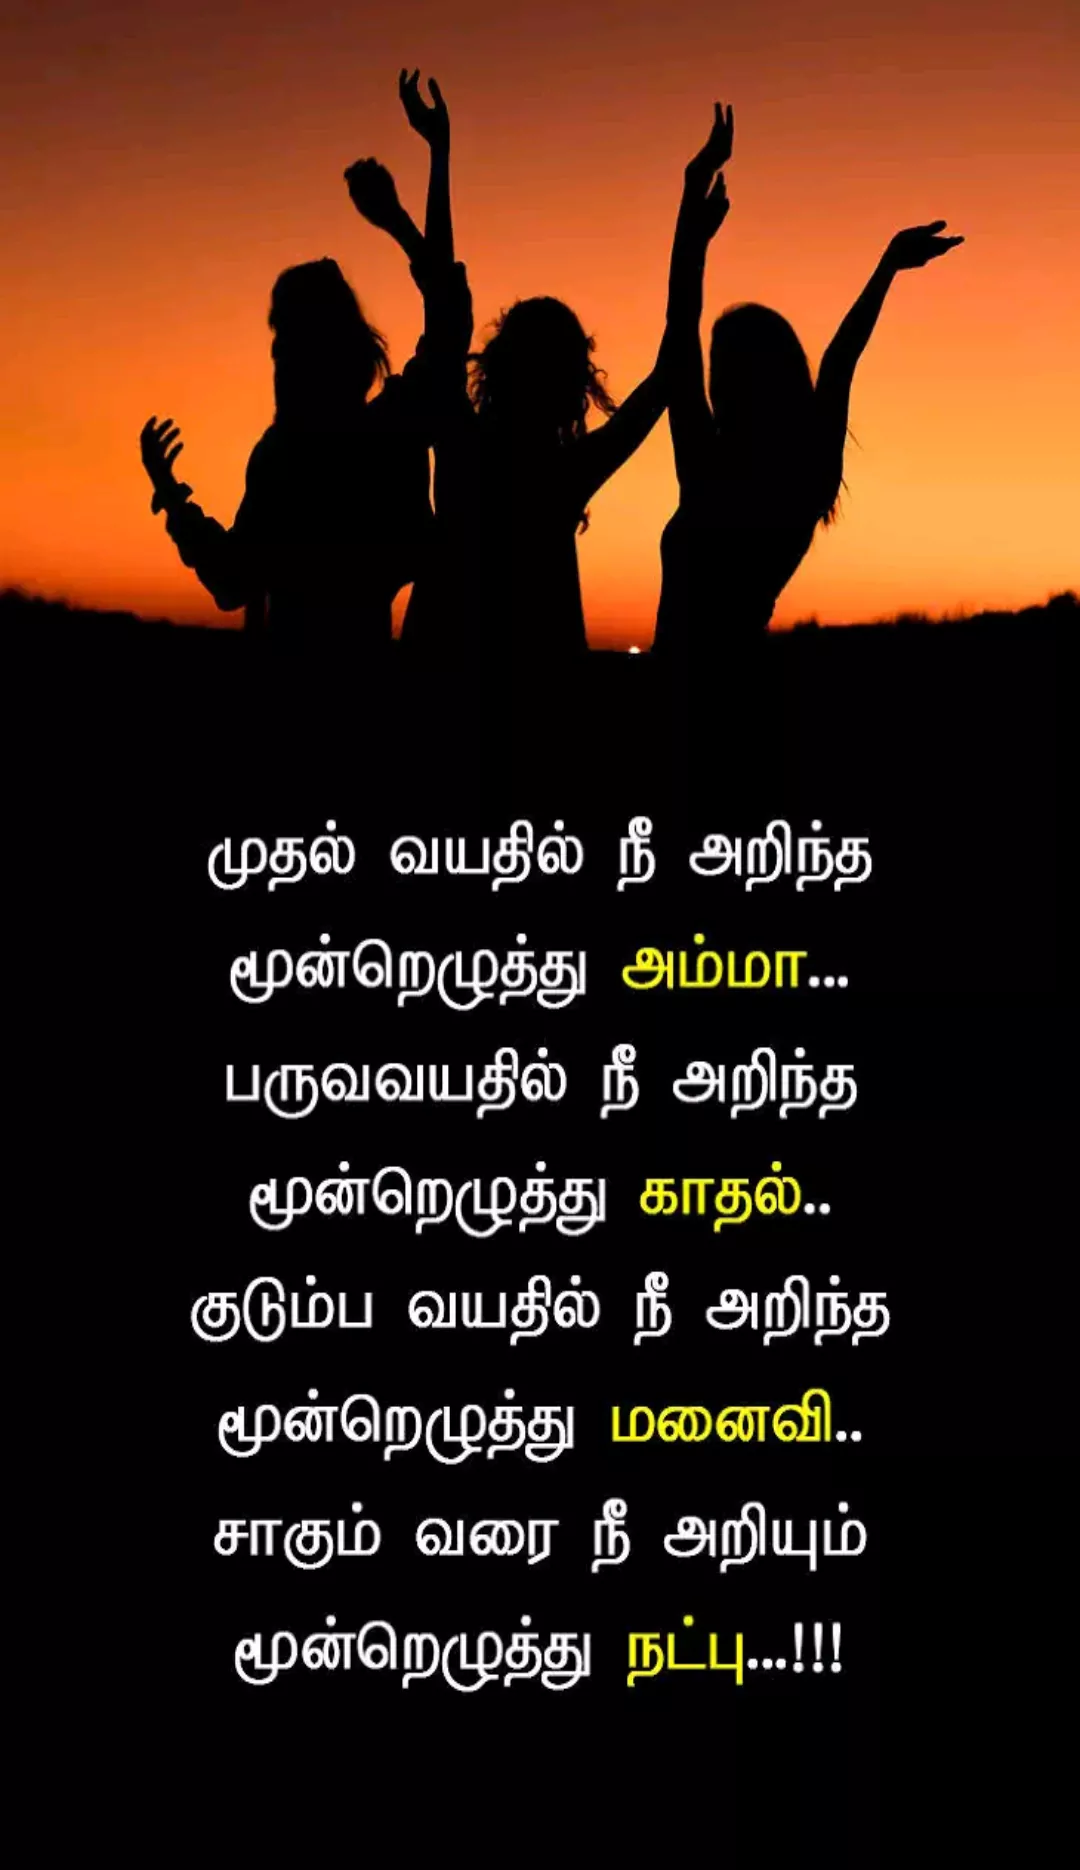 முதல் வயதில் நீ அறிந்த
மூன்றெழுத்து அம்மா...
பருவவயதில் நீ அறிந்த
மூன்றெழுத்து காதல்..
குடும்ப வயதில் நீ அறிந்த
மூன்றெழுத்து மனைவி..
சாகும் வரை நீ அறியும்
மூன்றெழுத்து நட்பு...!!!